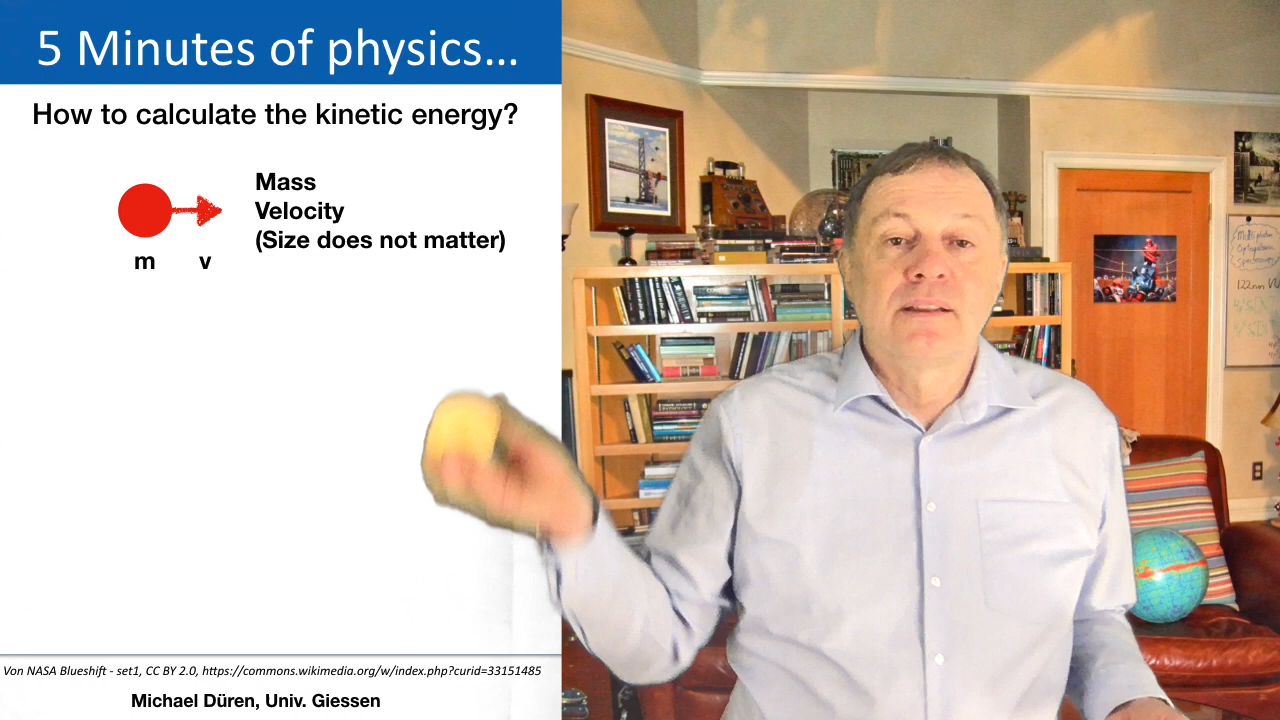 5 Minutes of physics...
How to calculate the kinetic energy?
Mass
Velocity
(Size does not matter)
m v
Von NASA Blueshift - set1, CC BY 2.0, https://commons.wikimedia.org/w/index.php?curid=33151485
Michael Düren, Univ. Giessen
122nm